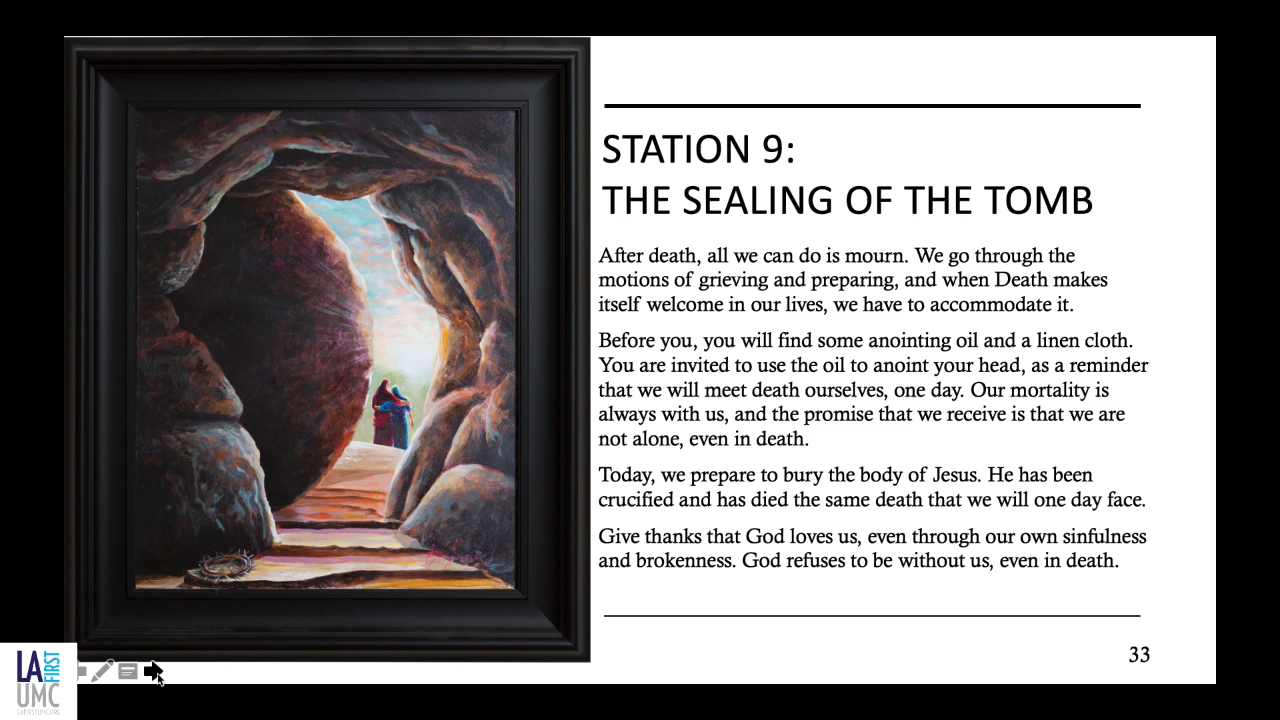 STATION 9:
THE SEALING OF THE TOMB
After death, all we can do is mourn. We go through the
motions of grieving and preparing, and when Death makes
itself welcome in our lives, we have to accommodate it.
Before you, you will find some anointing oil and a linen cloth.
You are invited to use the oil to anoint your head, as a reminder
that we will meet death ourselves, one day. Our mortality is
always with us, and the promise that we receive is that we are
not alone, even in death.
Today, we prepare to bury the body of Jesus. He has been
crucified and has died the same death that we will one day face.
Give thanks that God loves us, even through our own sinfulness
and brokenness. God refuses to be without us, even in death.
33
LA FIRST
UMC
LAFIRSTUMC.ORG